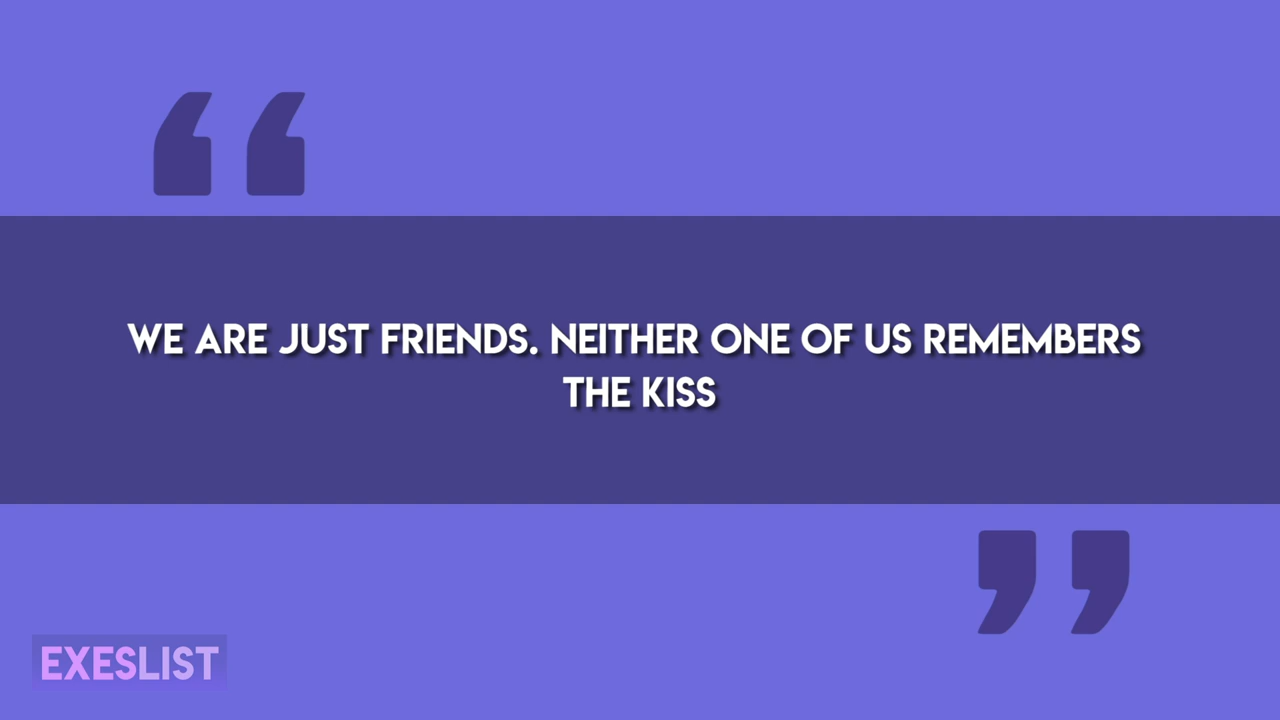 WE ARE JUST FRIENDS. NEITHER ONE OF US REMEMBERS
THE KISS
EXESLIST